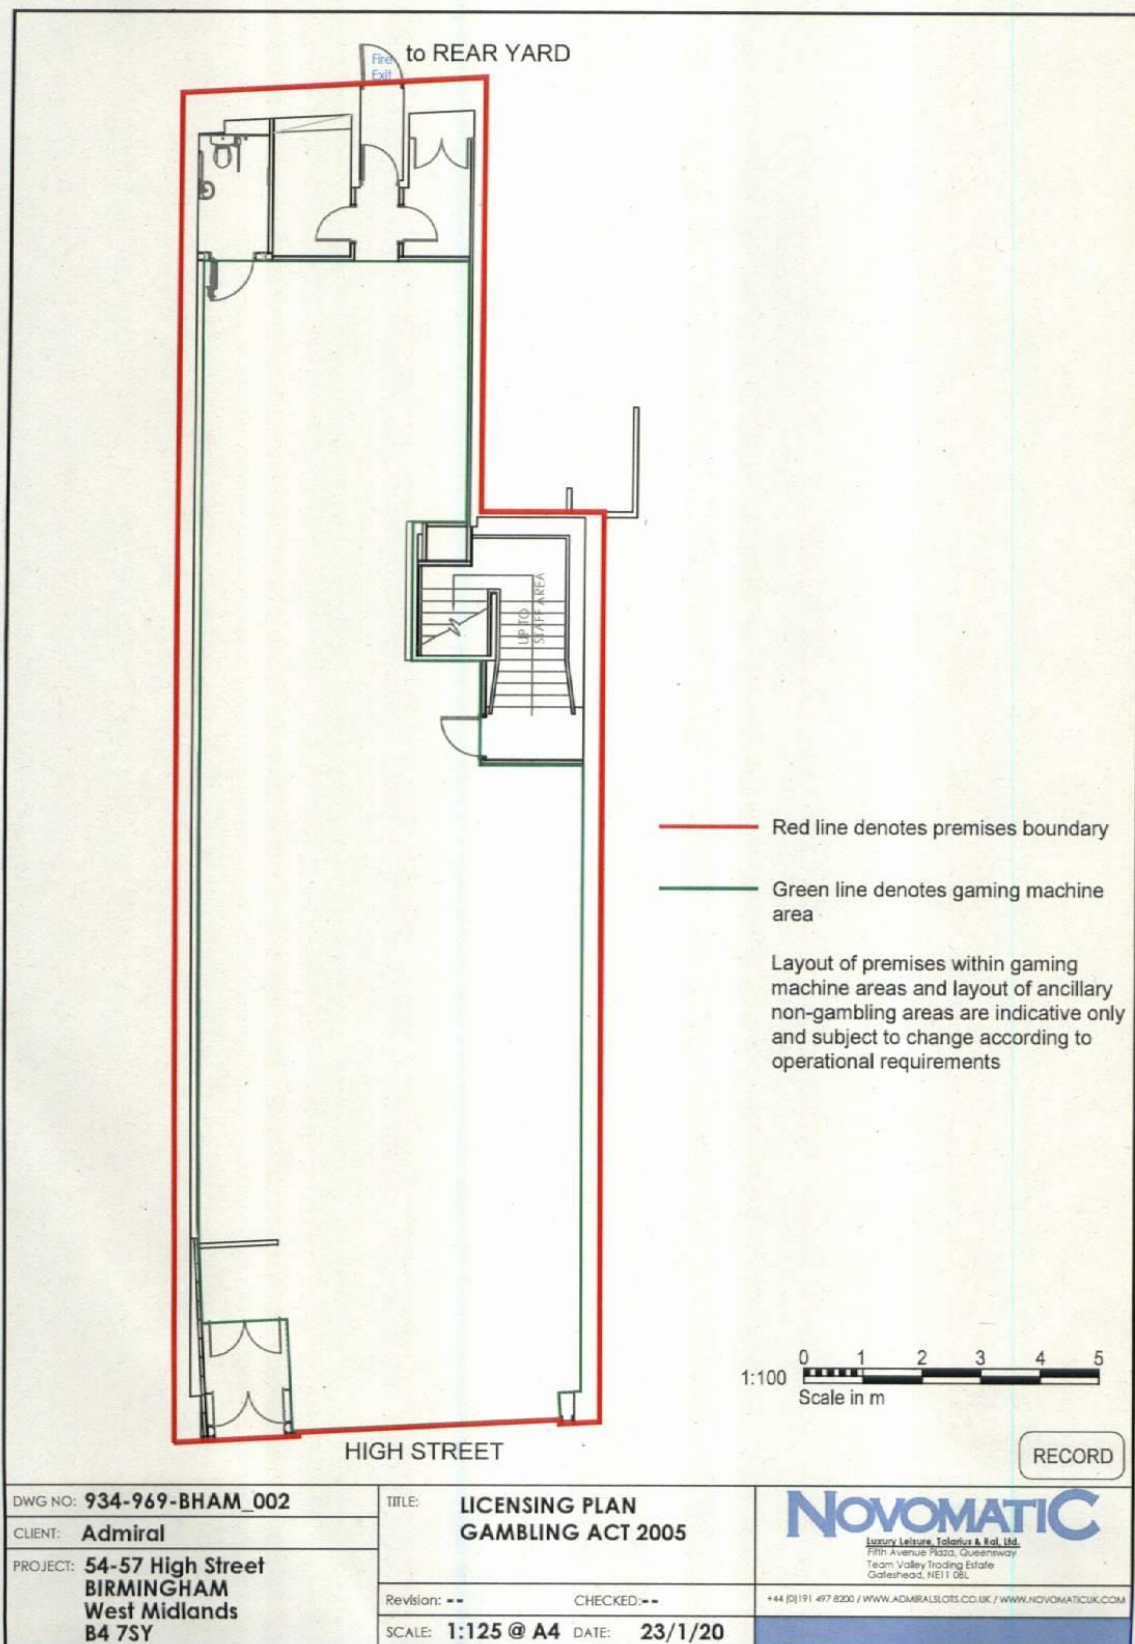 to REAR YARD
Fire
Exit
UP TO
STAFF AREA
Red line denotes premises boundary
Green line denotes gaming machine
area
Layout of premises within gaming
machine areas and layout of ancillary
non-gambling areas are indicative only
and subject to change according to
operational requirements
0 1 2 3 4 5
1:100
Scale in m
HIGH STREET
RECORD
DWG NO: 934-969-BHAM_002
CLIENT: Admiral
PROJECT: 54-57 High Street
BIRMINGHAM
West Midlands
B4 7SY
TITLE: LICENSING PLAN
GAMBLING ACT 2005
Revision: -- CHECKED:--
SCALE: 1:125 @ A4 DATE: 23/1/20
NOVOMATIC
Luxury Leisure, Talarius & Ral, Ltd.
Fifth Avenue Plaza, Queensway
Team Valley Trading Estate
Gateshead, NE11 0BL
+44 (0)191 497 8200 / WWW.ADMIRALSLOTS.CO.UK / WWW.NOVOMATICUK.COM